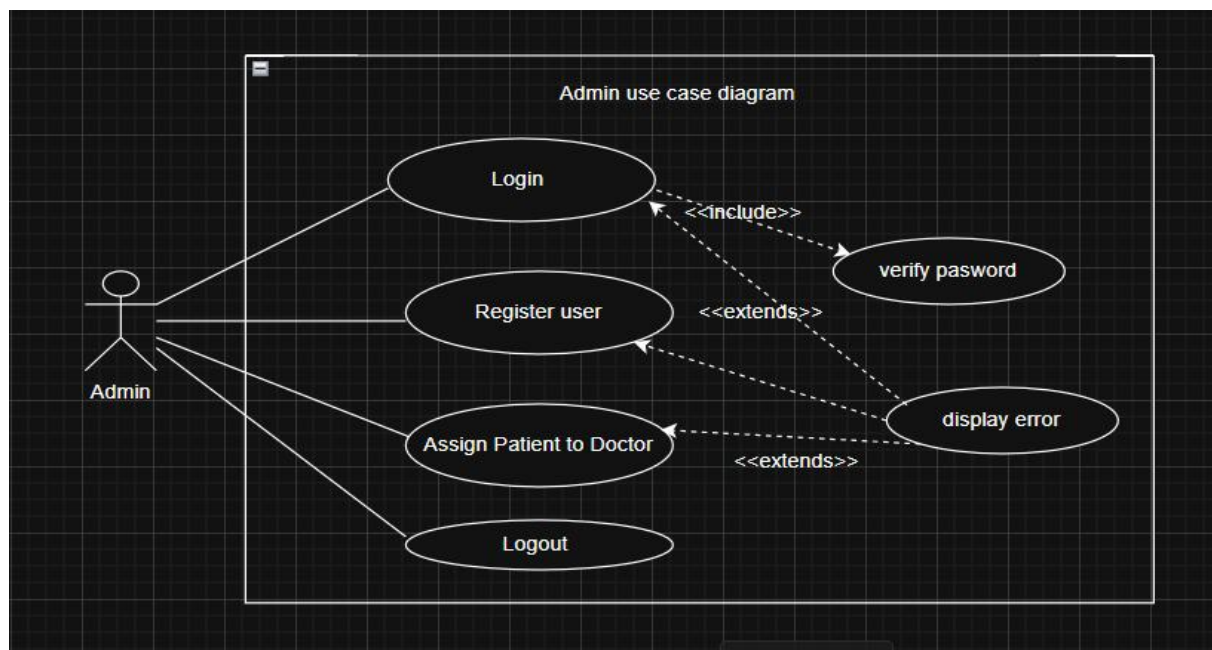 Admin use case diagram
Login
<<include>>
verify pasword
Register user
<<extends>>
Admin
display error
Assign Patient to Doctor
<<extends>>
Logout